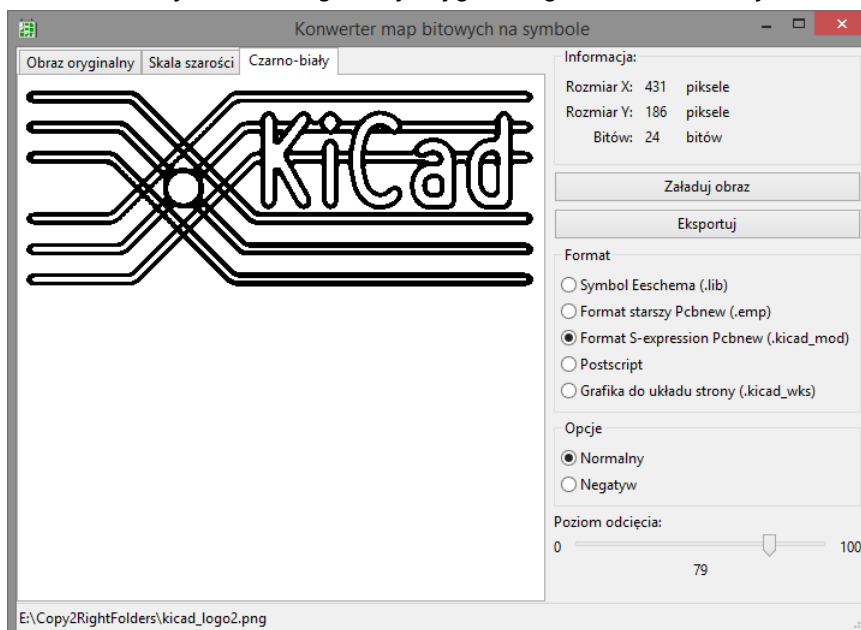 Konwerter map bitowych na symbole
Obraz oryginalny Skala szarości Czarno-biały
KiCad
Informacja:
Rozmiar X: 431 piksele
Rozmiar Y: 186 piksele
Bitów: 24 bitów
Załaduj obraz
Eksportuj
Format
Symbol Eeschema (.lib)
Format starszy Pcbnew (.emp)
Format S-expression Pcbnew (.kicad_mod)
Postscript
Grafika do układu strony (.kicad_wks)
Opcje
Normalny
Negatyw
Poziom odcięcia:
0 100
79
E:\Copy2RightFolders\kicad_logo2.png